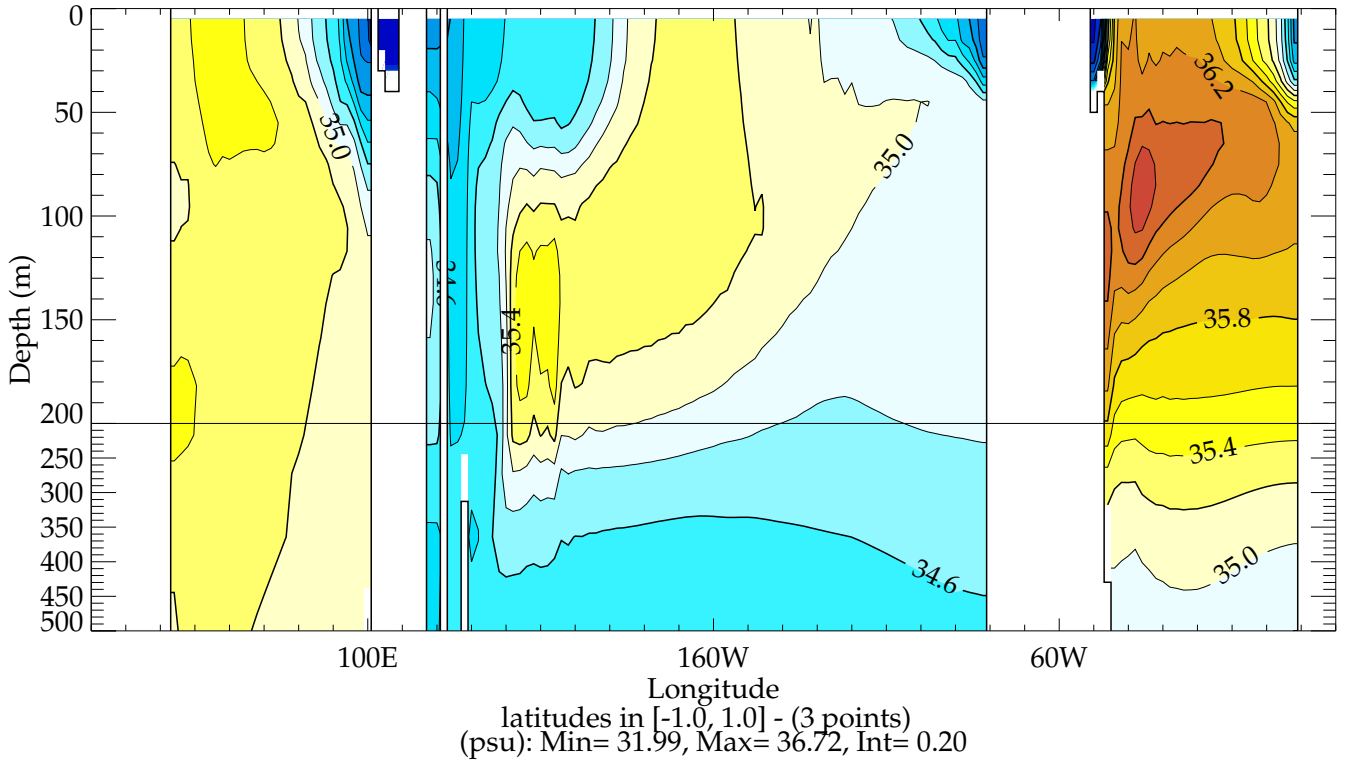 0
50
100
150
200
250
300
350
400
450
500
Depth (m)
35.0
34.6
35.4
35.0
34.6
36.2
35.8
35.4
35.0
100E
160W
60W
Longitude
latitudes in [-1.0, 1.0] - (3 points)
(psu): Min= 31.99, Max= 36.72, Int= 0.20